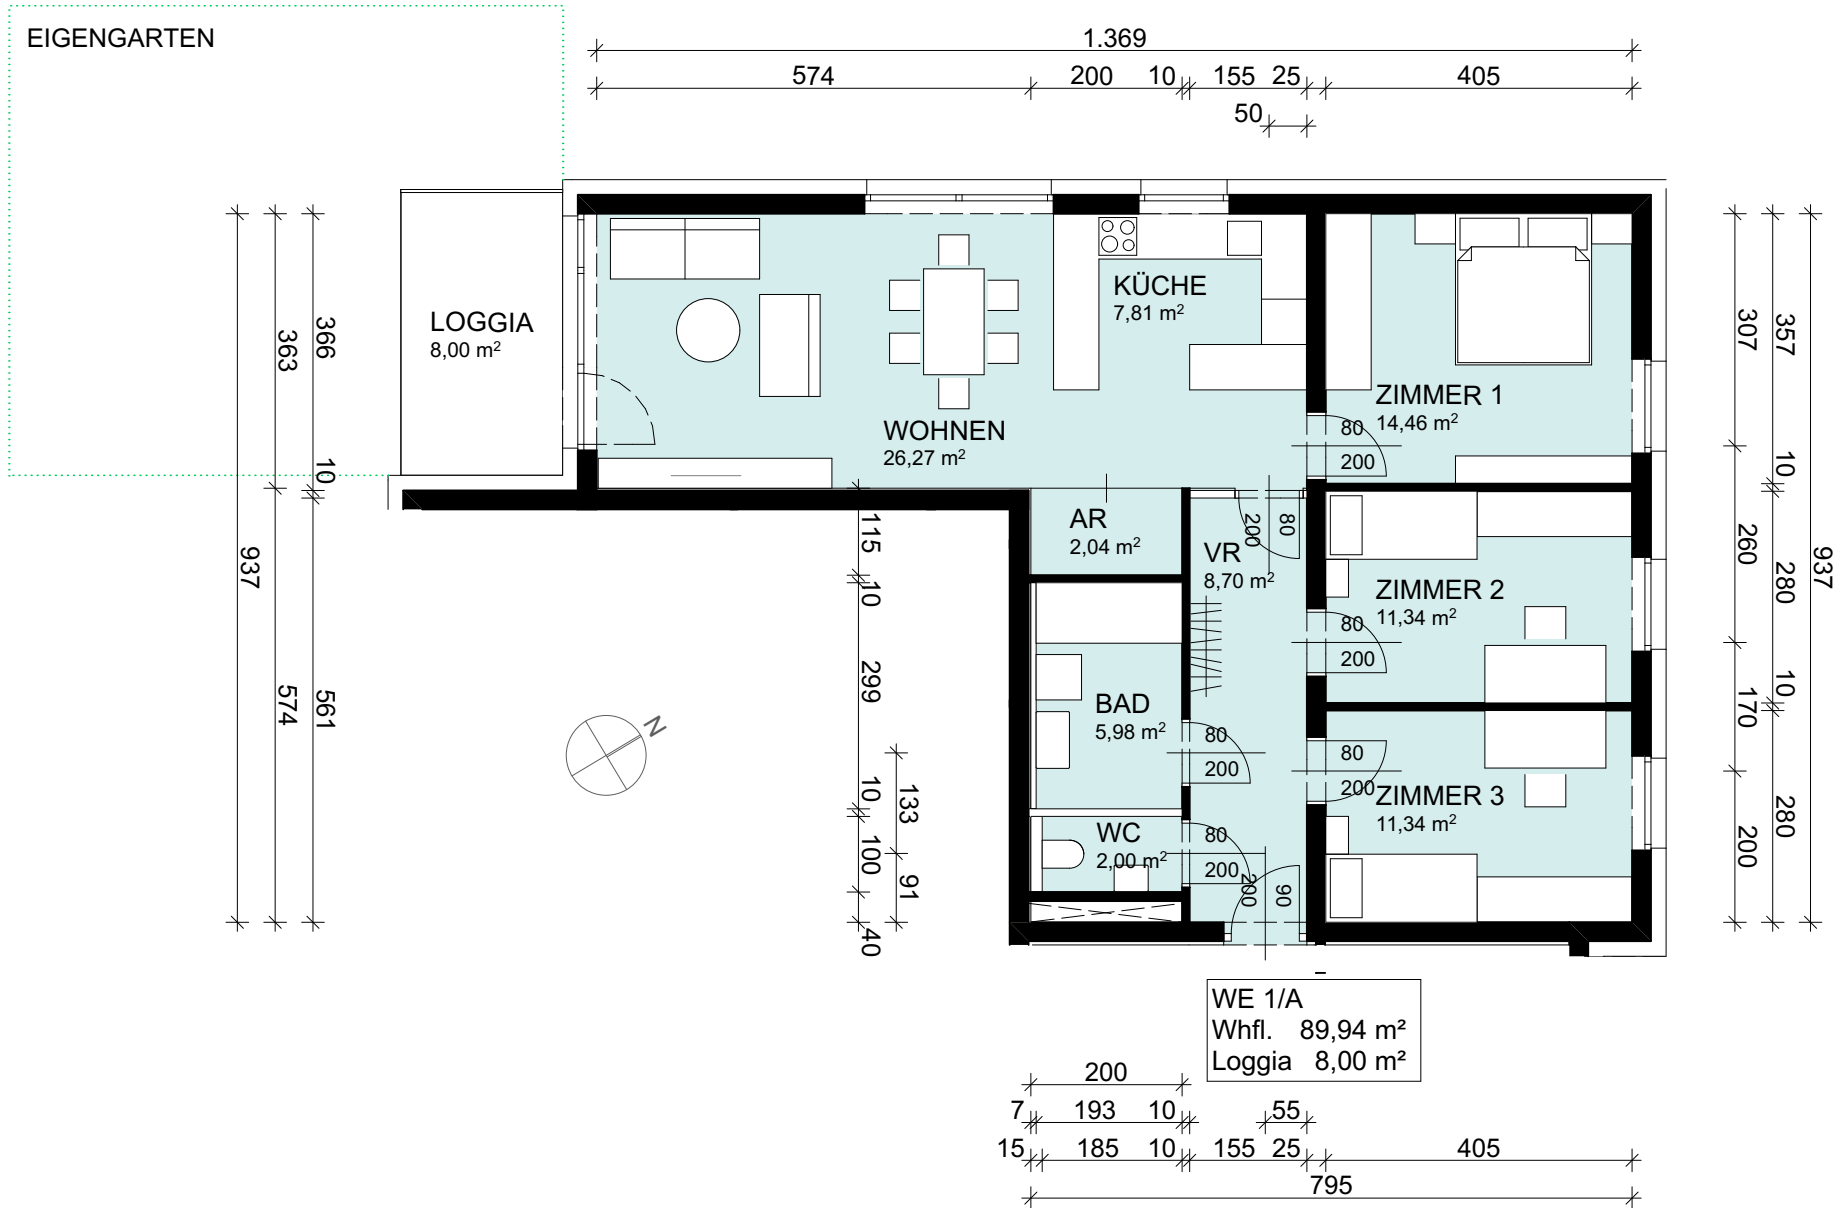 EIGENGARTEN
1.369
574 200 10 155 25 405
50
LOGGIA
8,00 m²
WOHNEN
26,27 m²
KÜCHE
7,81 m²
ZIMMER 1
14,46 m²
80
200
AR
2,04 m²
VR
8,70 m²
200
80
ZIMMER 2
11,34 m²
80
200
BAD
5,98 m²
80
200
ZIMMER 3
11,34 m²
80
200
WC
2,00 m²
80
200
200
90
N
937
363
574
366
10
561
115
10
299
10
100
40
133
91
307
260
170
200
357
10
280
10
280
937
WE 1/A
Whfl. 89,94 m²
Loggia 8,00 m²
200
7 193 10 55
15 185 10 155 25 405
795